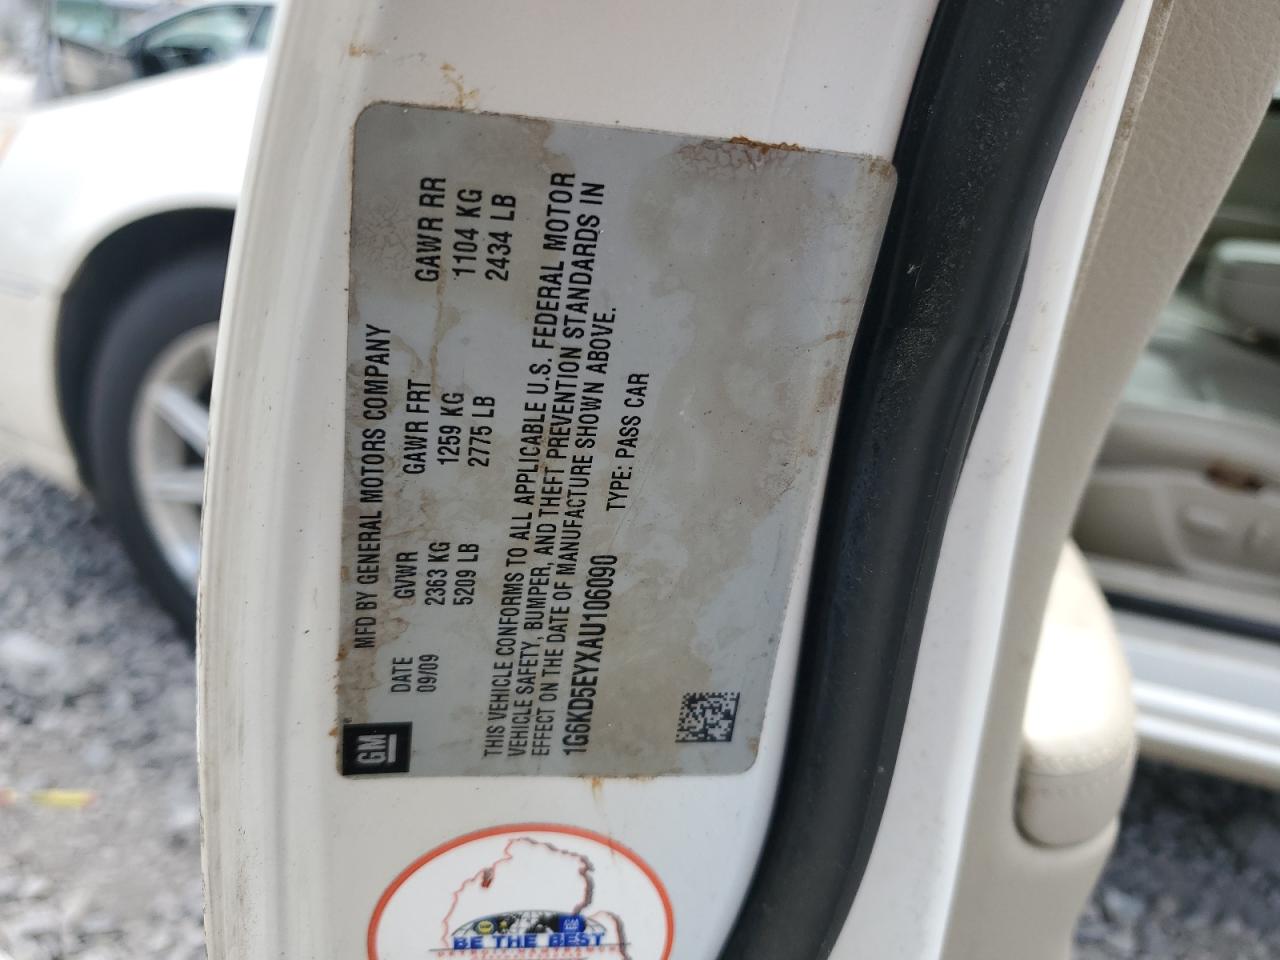 MFD BY GENERAL MOTORS COMPANY
DATE GVWR GAWR FRT GAWR RR
09/09 2363 KG 1259 KG 1104 KG
5209 LB 2775 LB 2434 LB
THIS VEHICLE CONFORMS TO ALL APPLICABLE U.S. FEDERAL MOTOR
VEHICLE SAFETY, BUMPER, AND THEFT PREVENTION STANDARDS IN
EFFECT ON THE DATE OF MANUFACTURE SHOWN ABOVE.
1G6KD5EYXAU106090 TYPE: PASS CAR
GM
BE THE BEST